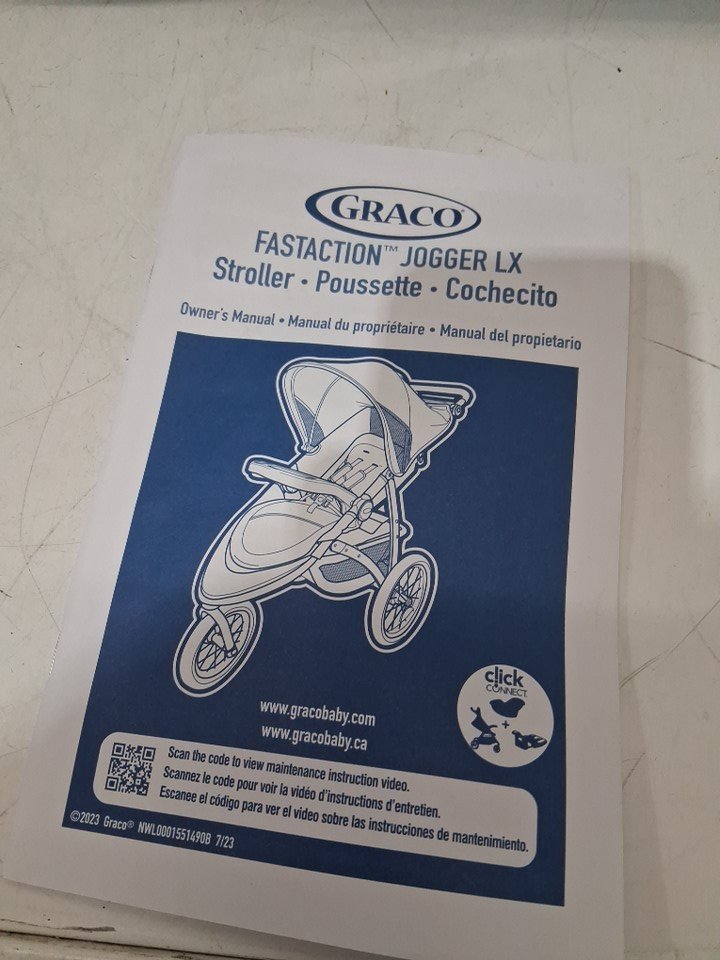 GRACO®
FASTACTION™ JOGGER LX
Stroller • Poussette • Cochecito
Owner's Manual • Manual du propriétaire • Manual del propietario
click
CONNECT™
www.gracobaby.com
www.gracobaby.ca
Scan the code to view maintenance instruction video.
Scannez le code pour voir la vidéo d'instructions d'entretien.
Escanee el código para ver el video sobre las instrucciones de mantenimiento.
©2023 Graco® NWL0001551490B 7/23